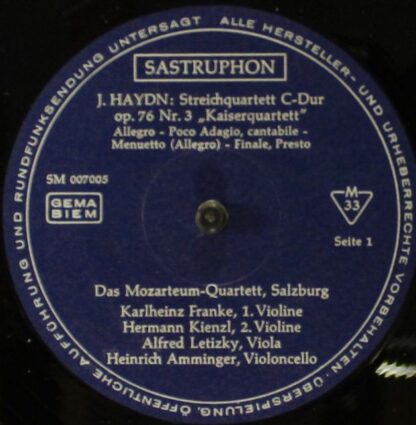 ALLE HERSTELLER- UND URHEBERRECHTE VORBEHALTEN · ÜBERSPIELUNG, ÖFFENTLICHE AUFFÜHRUNG UND RUNDFUNKSENDUNG UNTERSAGT
SASTRUPHON
J. HAYDN: Streichquartett C-Dur
op. 76 Nr. 3 „Kaiserquartett"
Allegro - Poco Adagio, cantabile -
Menuetto (Allegro) - Finale, Presto
SM 007005
GEMA
BIEM
M
33
Seite 1
Das Mozarteum-Quartett, Salzburg
Karlheinz Franke, 1. Violine
Hermann Kienzl, 2. Violine
Alfred Letizky, Viola
Heinrich Amminger, Violoncello